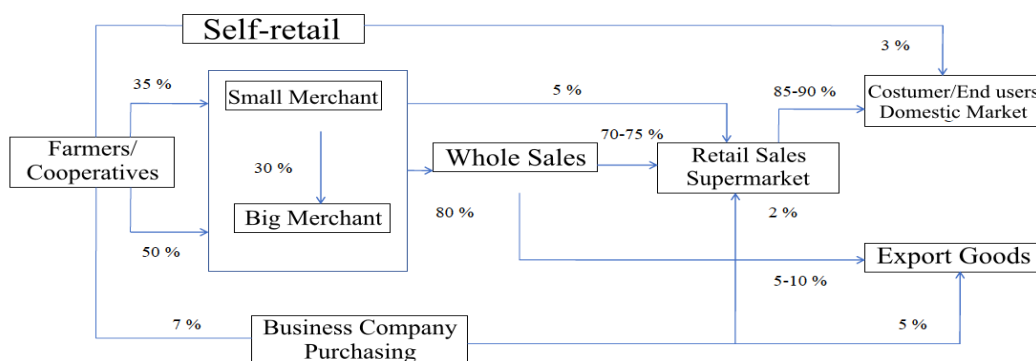 Self-retail
3 %
35 %
Small Merchant
5 %
85-90 %
Costumer/End users
Domestic Market
Farmers/
Cooperatives
30 %
Whole Sales
70-75 %
Retail Sales
Supermarket
Big Merchant
80 %
2 %
50 %
Export Goods
5-10 %
7 %
Business Company
Purchasing
5 %